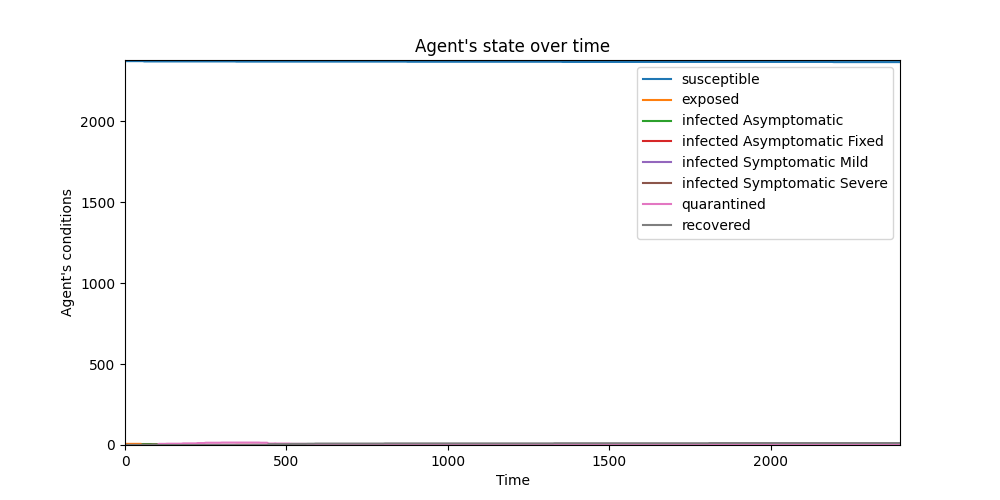 Agent's state over time
susceptible
exposed
infected Asymptomatic
infected Asymptomatic Fixed
infected Symptomatic Mild
infected Symptomatic Severe
quarantined
recovered
Agent's conditions
2000
1500
1000
500
0
0 500 1000 1500 2000
Time